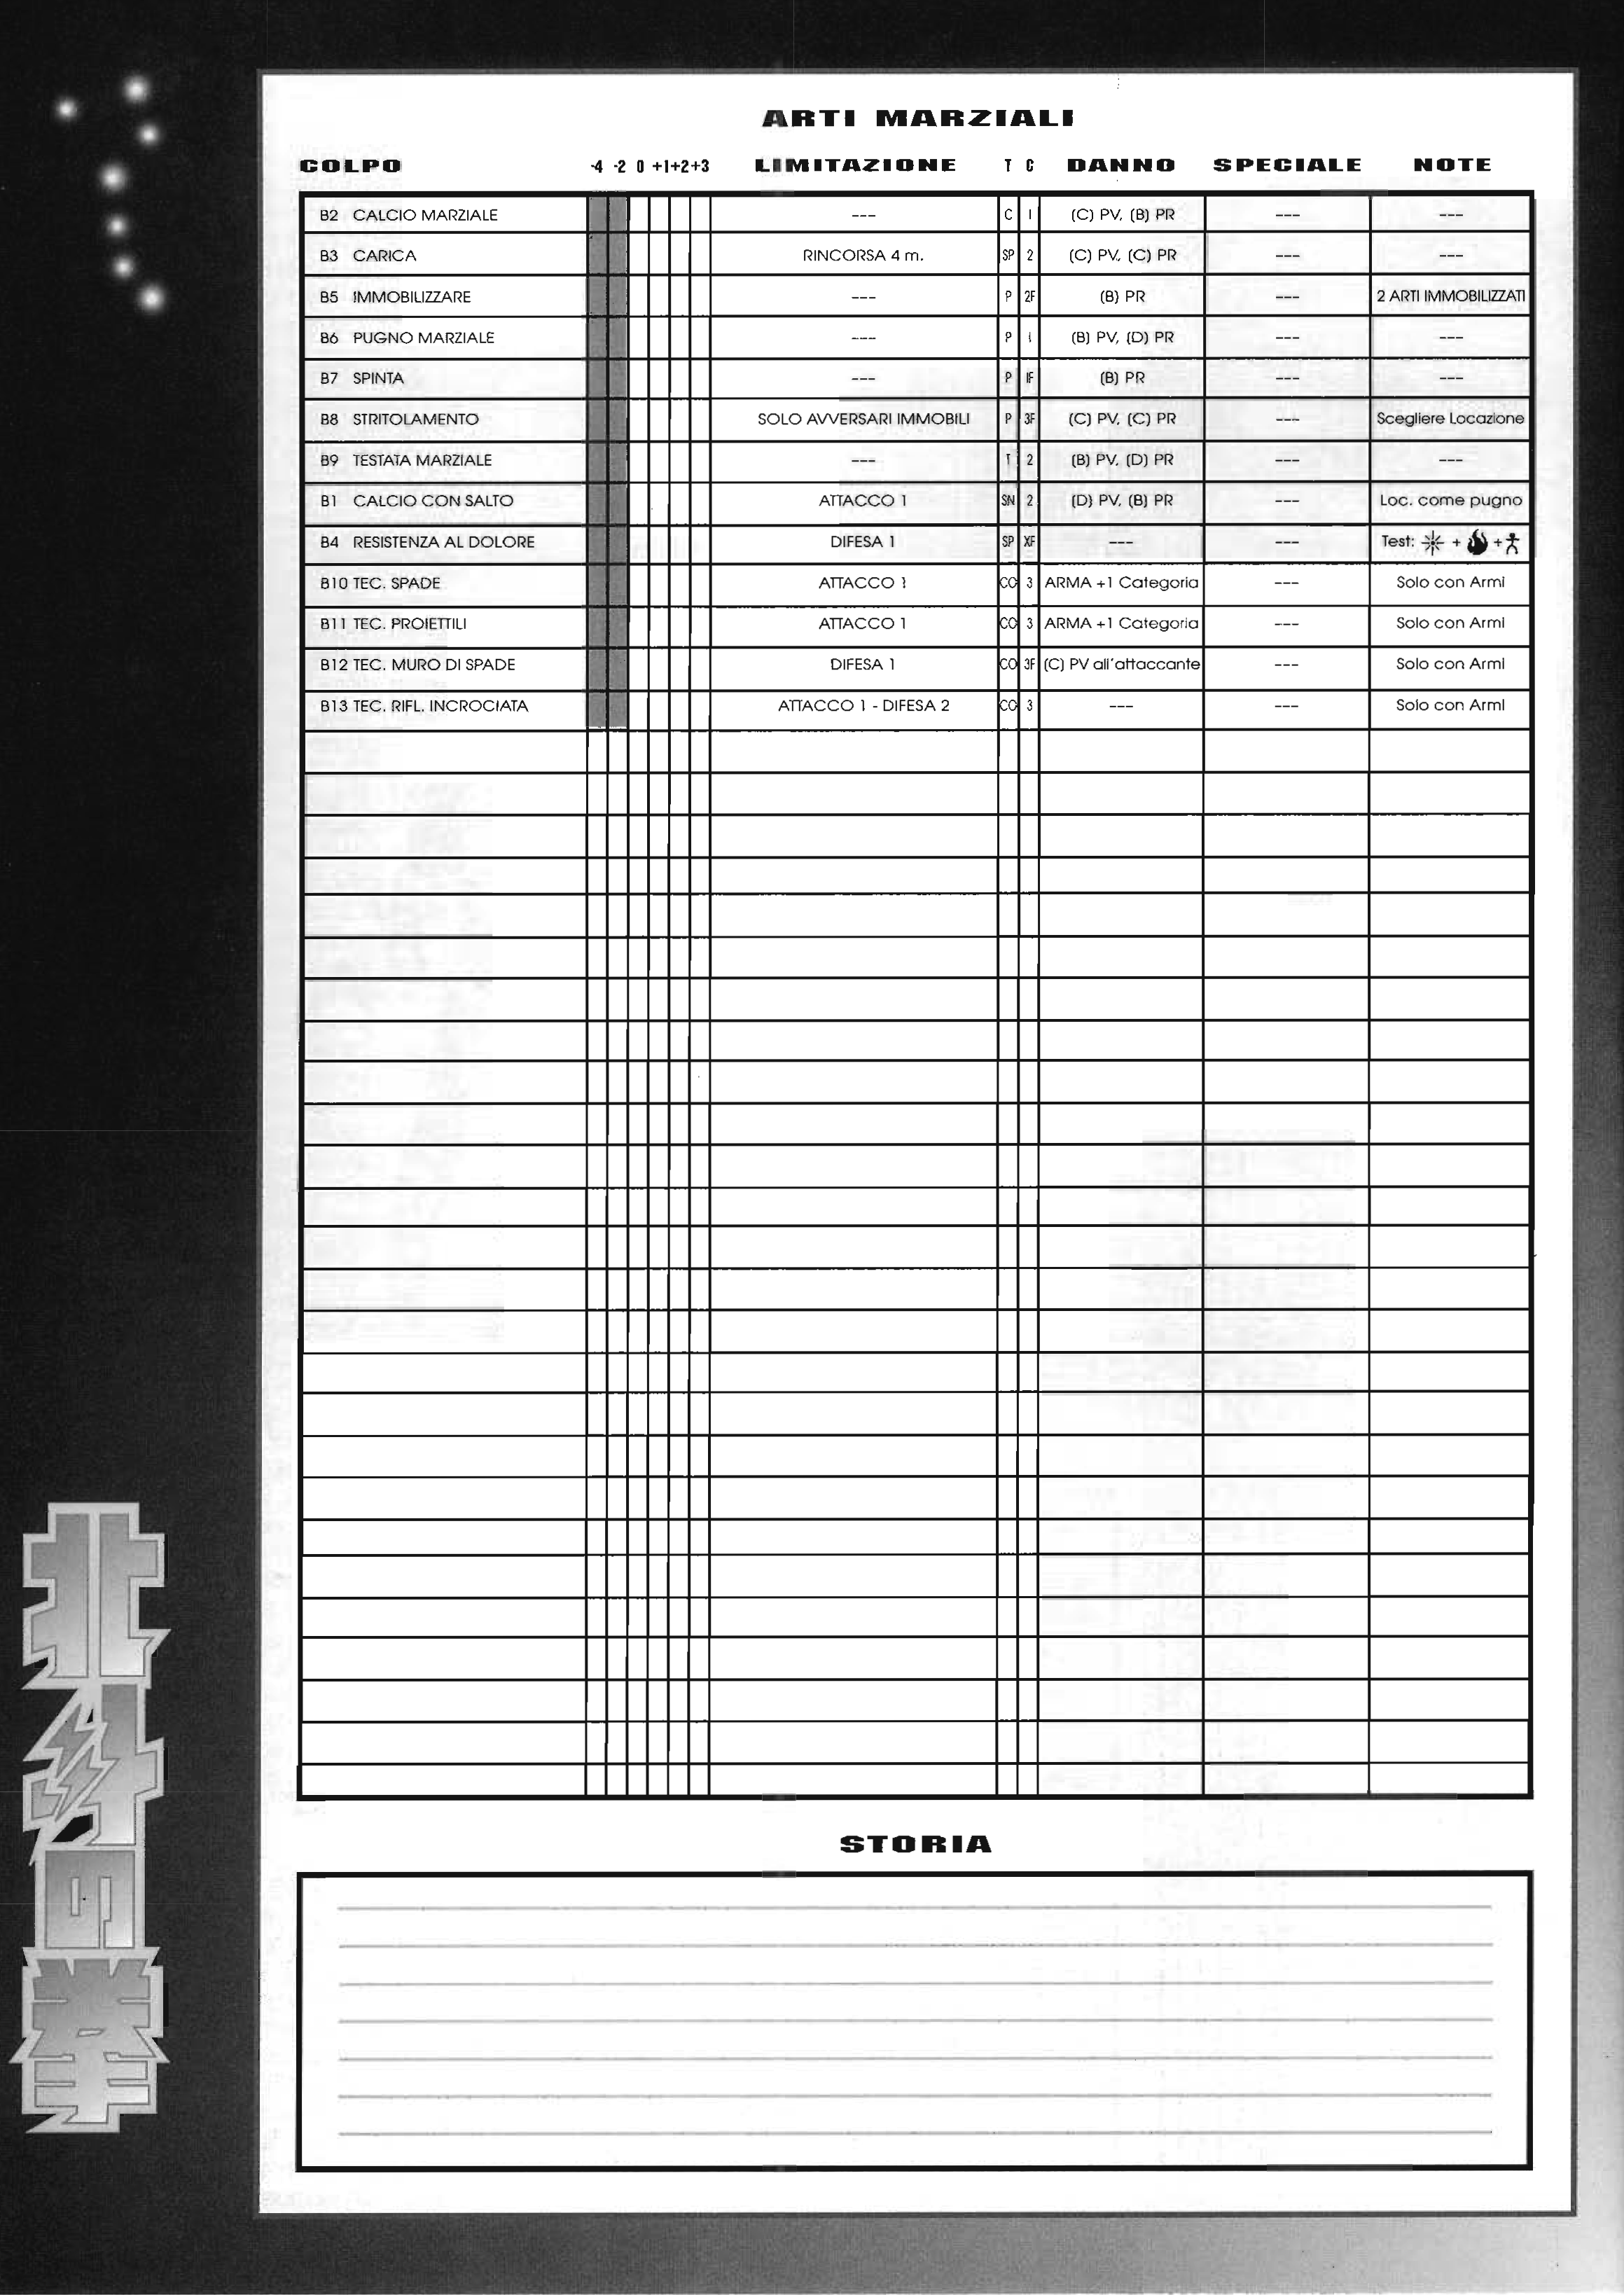 ARTI MARZIALI
COLPO -4 -2 0 +1+2+3 LIMITAZIONE T C DANNO SPECIALE NOTE
B2 CALCIO MARZIALE --- C 1 (C) PV, (B) PR --- ---
B3 CARICA RINCORSA 4 m. SP 2 (C) PV, (C) PR --- ---
B5 IMMOBILIZZARE --- P 2F (B) PR --- 2 ARTI IMMOBILIZZATI
B6 PUGNO MARZIALE --- P 1 (B) PV, (D) PR --- ---
B7 SPINTA --- P 1F (B) PR --- ---
B8 STRITOLAMENTO SOLO AVVERSARI IMMOBILI P 3F (C) PV, (C) PR --- Scegliere Locazione
B9 TESTATA MARZIALE --- T 2 (B) PV, (D) PR --- ---
B1 CALCIO CON SALTO ATTACCO 1 SN 2 (D) PV, (B) PR --- Loc. come pugno
B4 RESISTENZA AL DOLORE DIFESA 1 SP XF --- --- Test: + +
B10 TEC. SPADE ATTACCO 1 CO 3 ARMA +1 Categoria --- Solo con Armi
B11 TEC. PROIETTILI ATTACCO 1 CO 3 ARMA +1 Categoria --- Solo con Armi
B12 TEC. MURO DI SPADE DIFESA 1 CO 3F (C) PV all'attaccante --- Solo con Armi
B13 TEC. RIFL. INCROCIATA ATTACCO 1 - DIFESA 2 CO 3 --- --- Solo con Armi
STORIA
北斗の拳